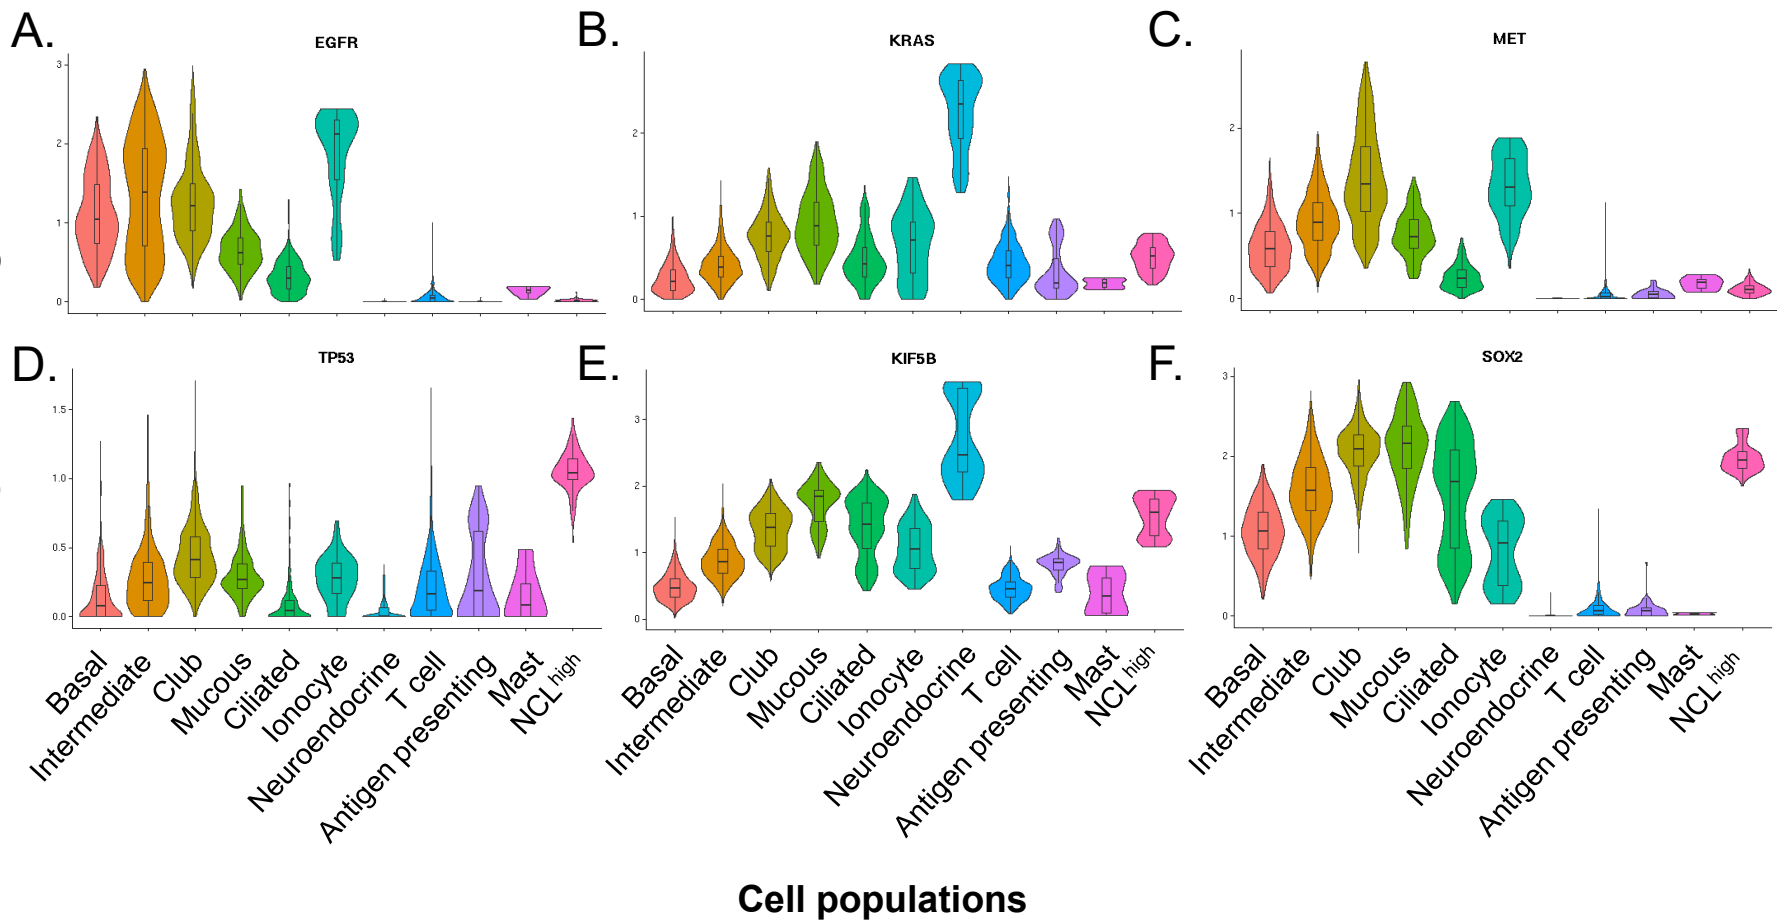 A.
EGFR
3
2
1
0
B.
KRAS
2
1
0
C.
MET
2
1
0
D.
TP53
1.5
1.0
0.5
0.0
E.
KIF5B
3
2
1
0
F.
SOX2
3
2
1
0
Basal
Intermediate
Club
Mucous
Ciliated
Ionocyte
Neuroendocrine
T cell
Antigen presenting
Mast
NCL high
Basal
Intermediate
Club
Mucous
Ciliated
Ionocyte
Neuroendocrine
T cell
Antigen presenting
Mast
NCL high
Basal
Intermediate
Club
Mucous
Ciliated
Ionocyte
Neuroendocrine
T cell
Antigen presenting
Mast
NCL high
Cell populations